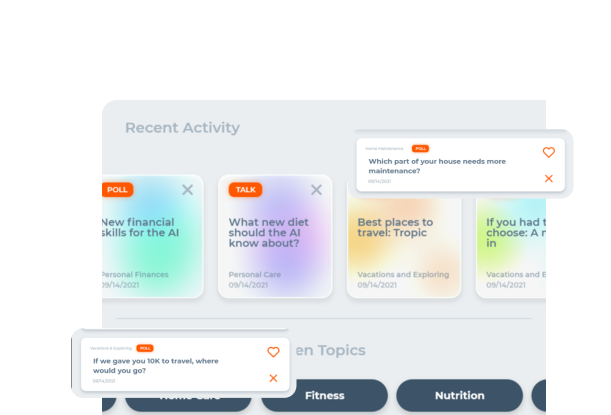 Recent Activity
Home Maintenance POLL
Which part of your house needs more
maintenance?
09/14/2021
POLL
New financial
skills for the AI
Personal Finances
09/14/2021
TALK
What new diet
should the AI
know about?
Personal Care
09/14/2021
Best places to
travel: Tropic
Vacations and Exploring
09/14/2021
If you had t
choose: A
in
Vacations and E
09/14/2021
en Topics
Vacations & Exploring POLL
If we gave you 10K to travel, where
would you go?
09/14/2021
Home Care
Fitness
Nutrition